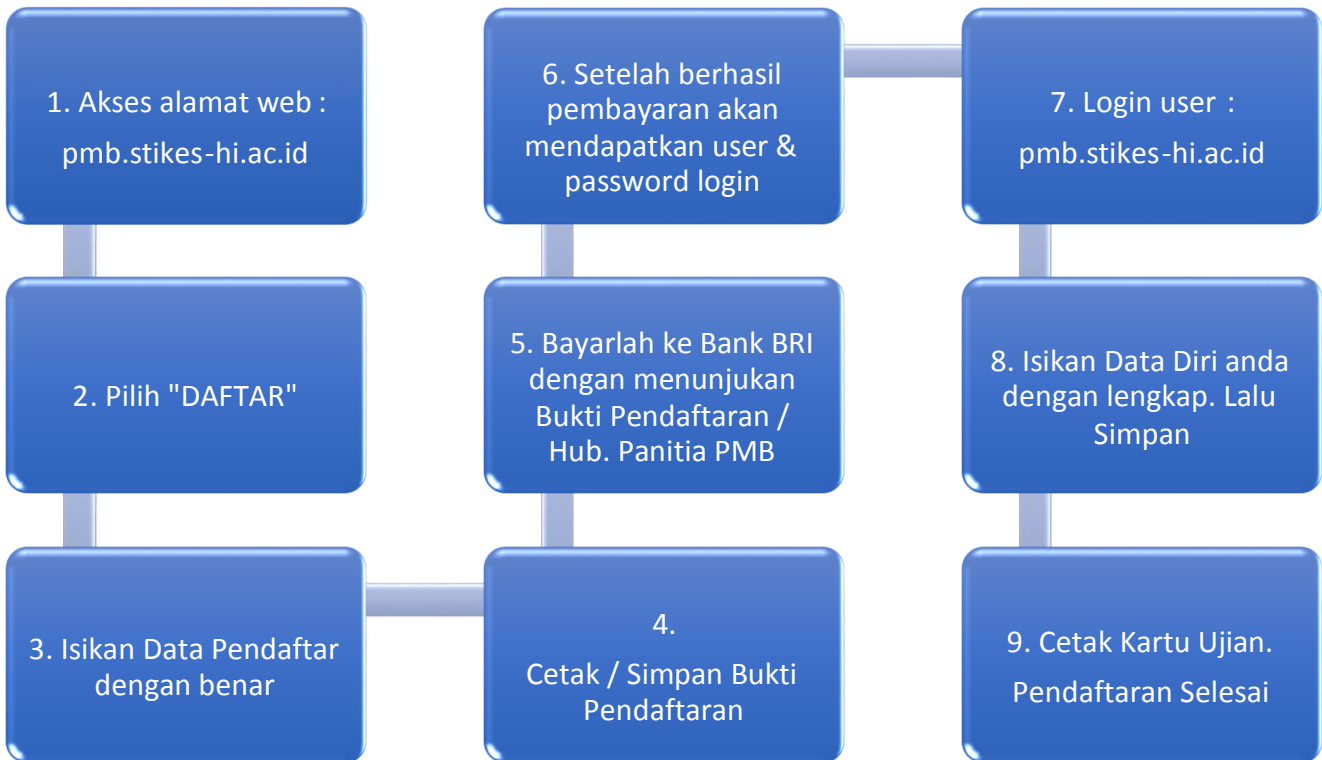 1. Akses alamat web :
pmb.stikes-hi.ac.id
2. Pilih "DAFTAR"
3. Isikan Data Pendaftar
dengan benar
4.
Cetak / Simpan Bukti
Pendaftaran
5. Bayarlah ke Bank BRI
dengan menunjukan
Bukti Pendaftaran /
Hub. Panitia PMB
6. Setelah berhasil
pembayaran akan
mendapatkan user &
password login
7. Login user :
pmb.stikes-hi.ac.id
8. Isikan Data Diri anda
dengan lengkap. Lalu
Simpan
9. Cetak Kartu Ujian.
Pendaftaran Selesai